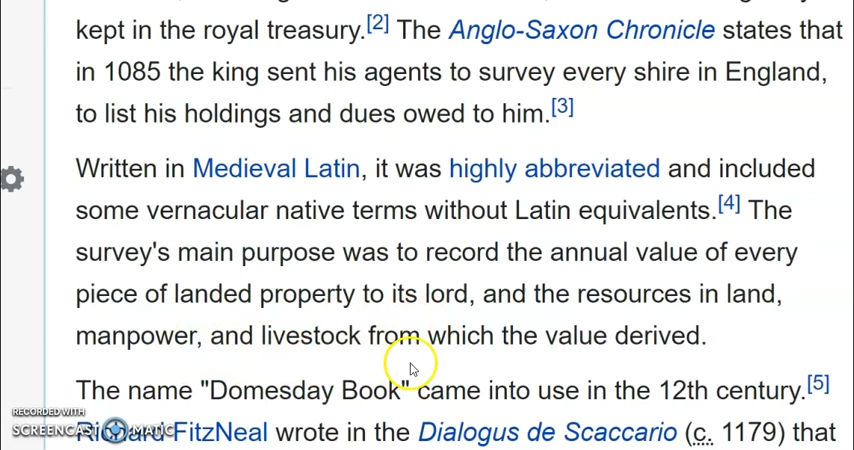 kept in the royal treasury.[2] The Anglo-Saxon Chronicle states that
in 1085 the king sent his agents to survey every shire in England,
to list his holdings and dues owed to him.[3]
Written in Medieval Latin, it was highly abbreviated and included
some vernacular native terms without Latin equivalents.[4] The
survey's main purpose was to record the annual value of every
piece of landed property to its lord, and the resources in land,
manpower, and livestock from which the value derived.
The name "Domesday Book" came into use in the 12th century.[5]
RECORDED WITH
SCREENCAST MATIC
Richard FitzNeal wrote in the Dialogus de Scaccario (c. 1179) that